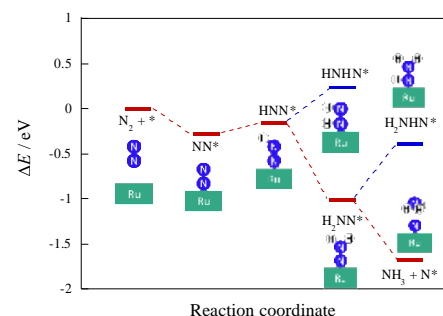 1
0.5
0
-0.5
-1
-1.5
-2
ΔE / eV
Reaction coordinate
N₂ + *
NN*
HNN*
HNHN*
H₂NN*
H₂NHN*
NH₃ + N*
N
N
Ru
N
N
Ru
N
N
N
N
Ru
H H
N
H N
Ru
N
N
N